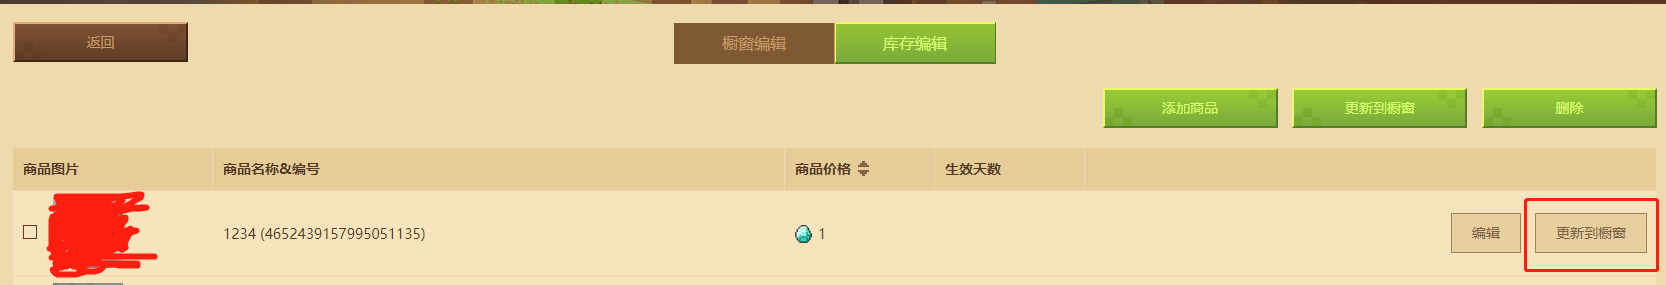 返回
橱窗编辑 库存编辑
添加商品 更新到橱窗 删除
商品图片 商品名称&编号 商品价格 生效天数
1234 (4652439157995051135) 1 编辑 更新到橱窗